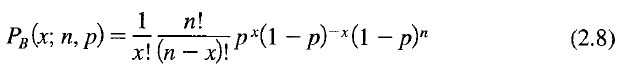 P_B(x; n, p) = \frac{1}{x!} \frac{n!}{(n - x)!} p^x (1 - p)^{-x} (1 - p)^n (2.8)